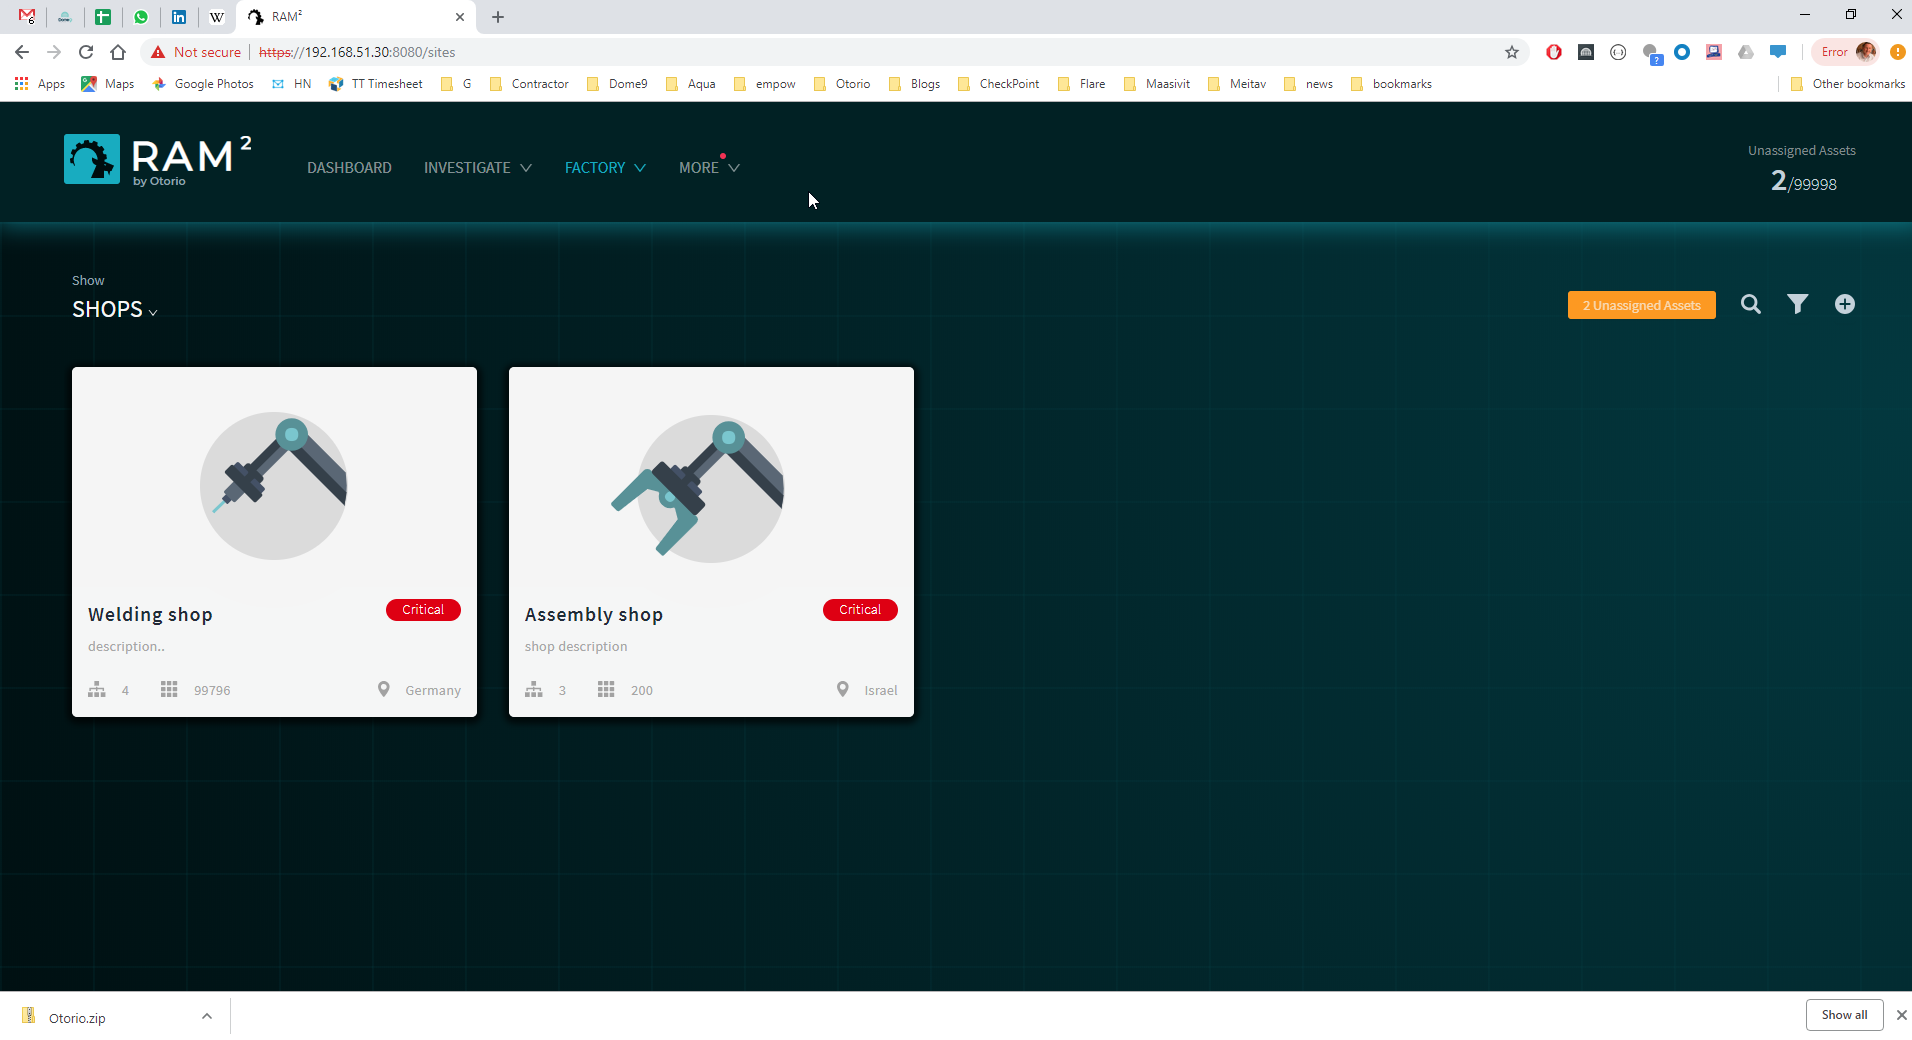 6
RAM²
Not secure
https://192.168.51.30:8080/sites
?
Error
Apps
Maps
Google Photos
HN
TT Timesheet
G
Contractor
Dome9
Aqua
empow
Otorio
Blogs
CheckPoint
Flare
Maasivit
Meitav
news
bookmarks
Other bookmarks
RAM²
by Otorio
DASHBOARD
INVESTIGATE
FACTORY
MORE
Unassigned Assets
2/99998
Show
SHOPS
2 Unassigned Assets
Welding shop
Critical
description..
4
99796
Germany
Assembly shop
Critical
shop description
3
200
Israel
Otorio.zip
Show all